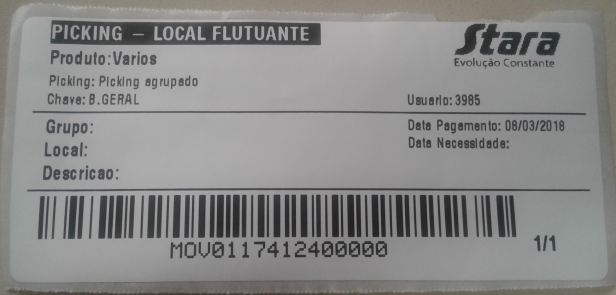 PICKING – LOCAL FLUTUANTE
Stara
Evolução Constante
Produto:Varios
Picking: Picking agrupado
Chave: B.GERAL
Usuario: 3985
Grupo:
Data Pagamento: 08/03/2018
Local:
Data Necessidade:
Descricao:
MOV0117412400000
1/1